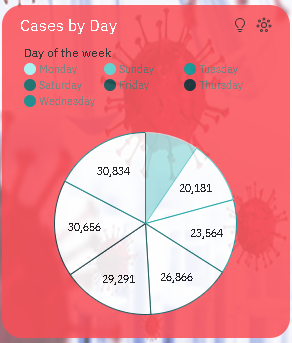 Cases by Day
Day of the week
Monday Sunday Tuesday
Saturday Friday Thursday
Wednesday
30,834
20,181
30,656
23,564
29,291
26,866